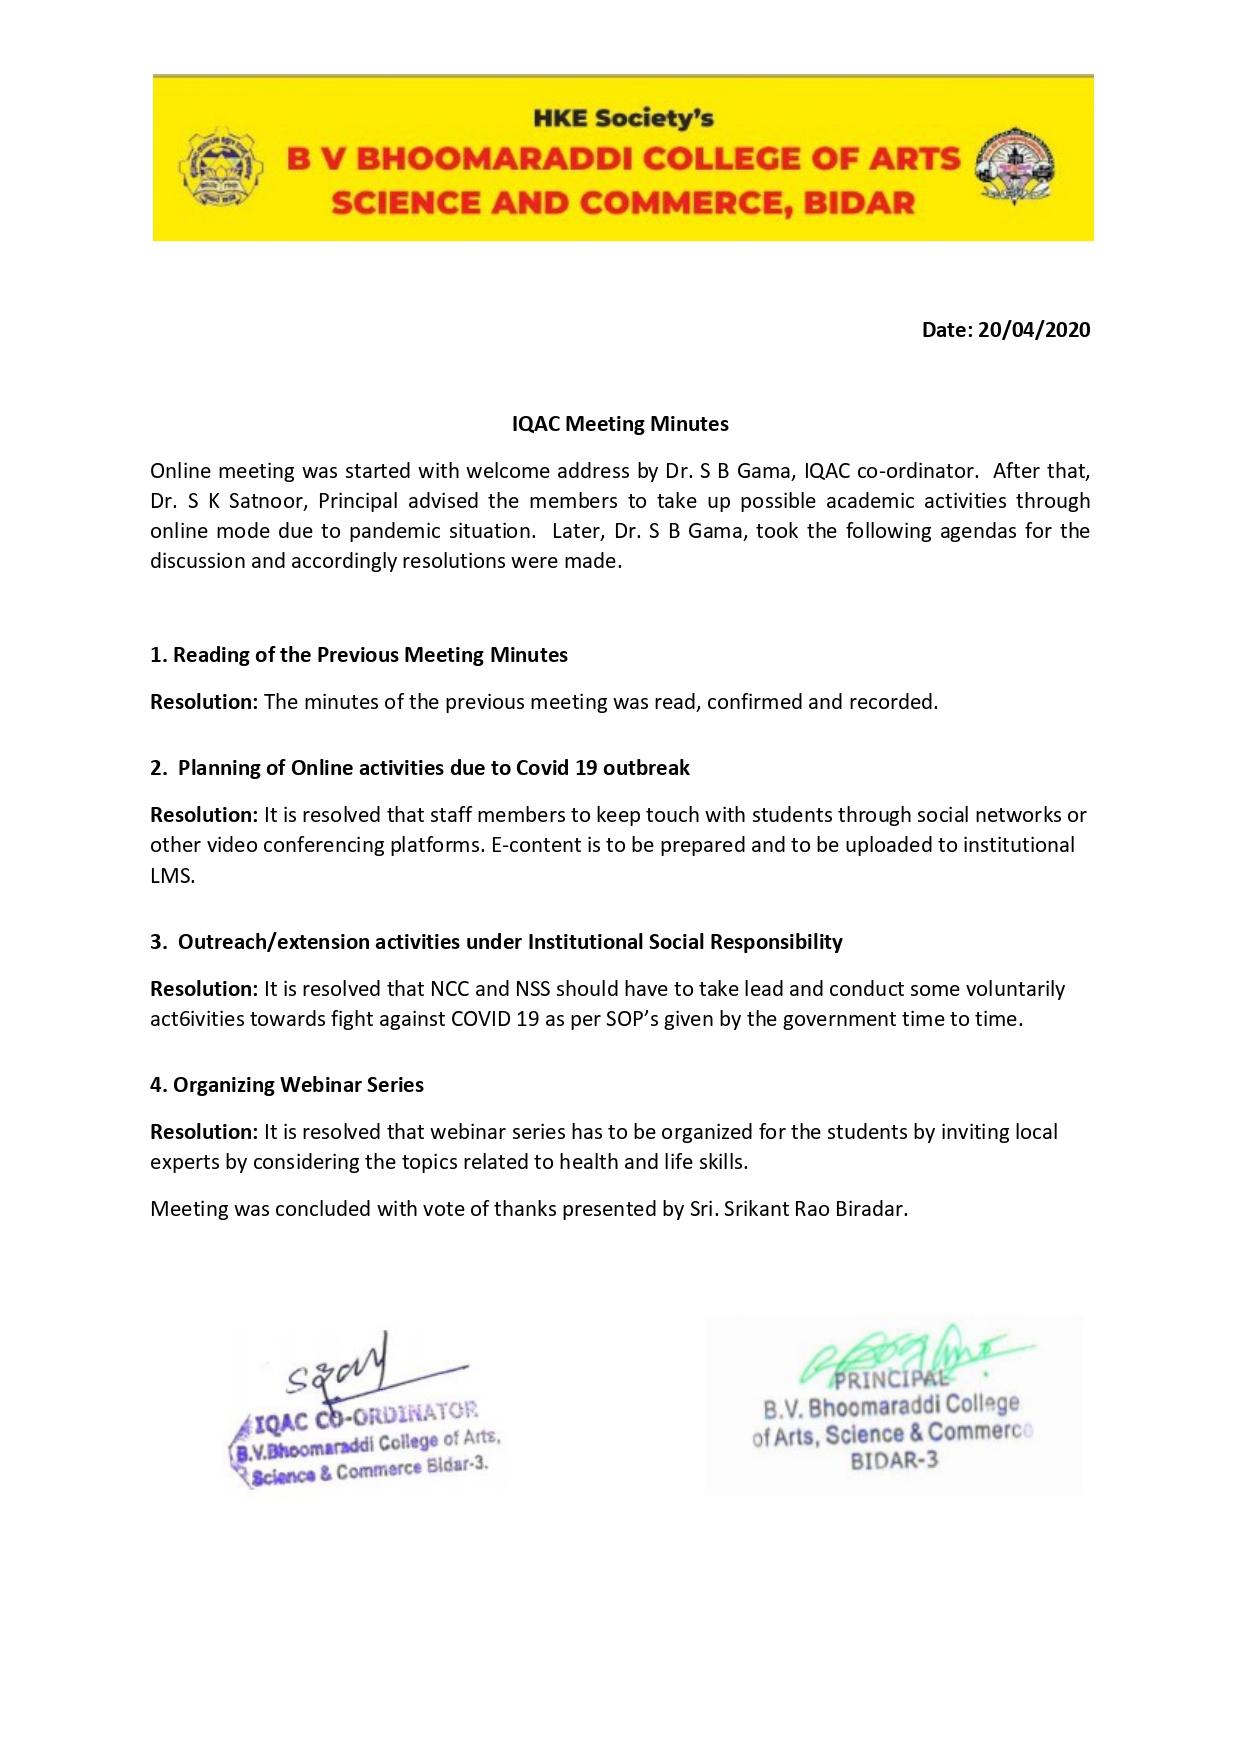 HKE Society's
B V BHOOMARADDI COLLEGE OF ARTS
SCIENCE AND COMMERCE, BIDAR
Date: 20/04/2020
IQAC Meeting Minutes
Online meeting was started with welcome address by Dr. S B Gama, IQAC co-ordinator. After that,
Dr. S K Satnoor, Principal advised the members to take up possible academic activities through
online mode due to pandemic situation. Later, Dr. S B Gama, took the following agendas for the
discussion and accordingly resolutions were made.
1. Reading of the Previous Meeting Minutes
Resolution: The minutes of the previous meeting was read, confirmed and recorded.
2. Planning of Online activities due to Covid 19 outbreak
Resolution: It is resolved that staff members to keep touch with students through social networks or
other video conferencing platforms. E-content is to be prepared and to be uploaded to institutional
LMS.
3. Outreach/extension activities under Institutional Social Responsibility
Resolution: It is resolved that NCC and NSS should have to take lead and conduct some voluntarily
act6ivities towards fight against COVID 19 as per SOP’s given by the government time to time.
4. Organizing Webinar Series
Resolution: It is resolved that webinar series has to be organized for the students by inviting local
experts by considering the topics related to health and life skills.
Meeting was concluded with vote of thanks presented by Sri. Srikant Rao Biradar.
IQAC CO-ORDINATOR
B.V.Bhoomaraddi College of Arts,
Science & Commerce Bidar-3.
PRINCIPAL
B.V. Bhoomaraddi College
of Arts, Science & Commerce
BIDAR-3